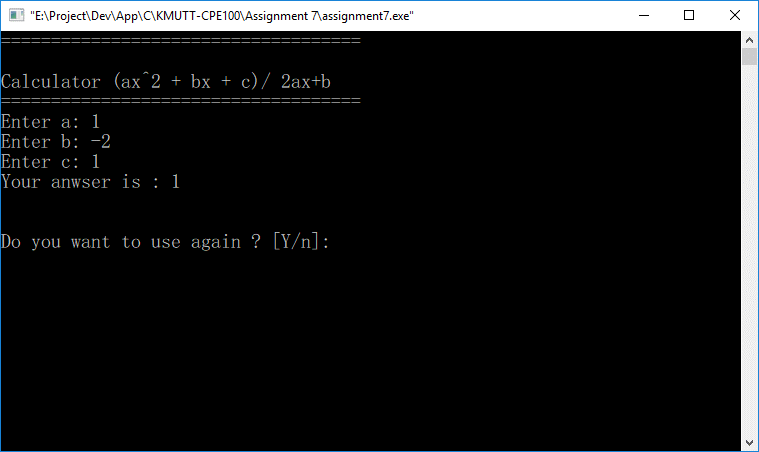 "E:\Project\Dev\App\C\KMUTT-CPE100\Assignment 7\assignment7.exe"
====================================
Calculator (ax^2 + bx + c)/ 2ax+b
====================================
Enter a: 1
Enter b: -2
Enter c: 1
Your anwser is : 1
Do you want to use again ? [Y/n]: